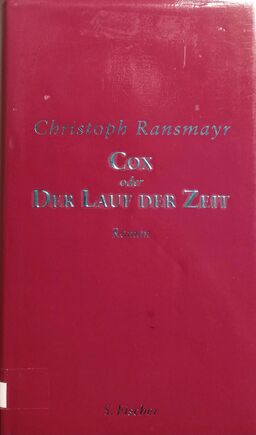 Christoph Ransmayr
Cox
oder
Der Lauf der Zeit
Roman
S. Fischer